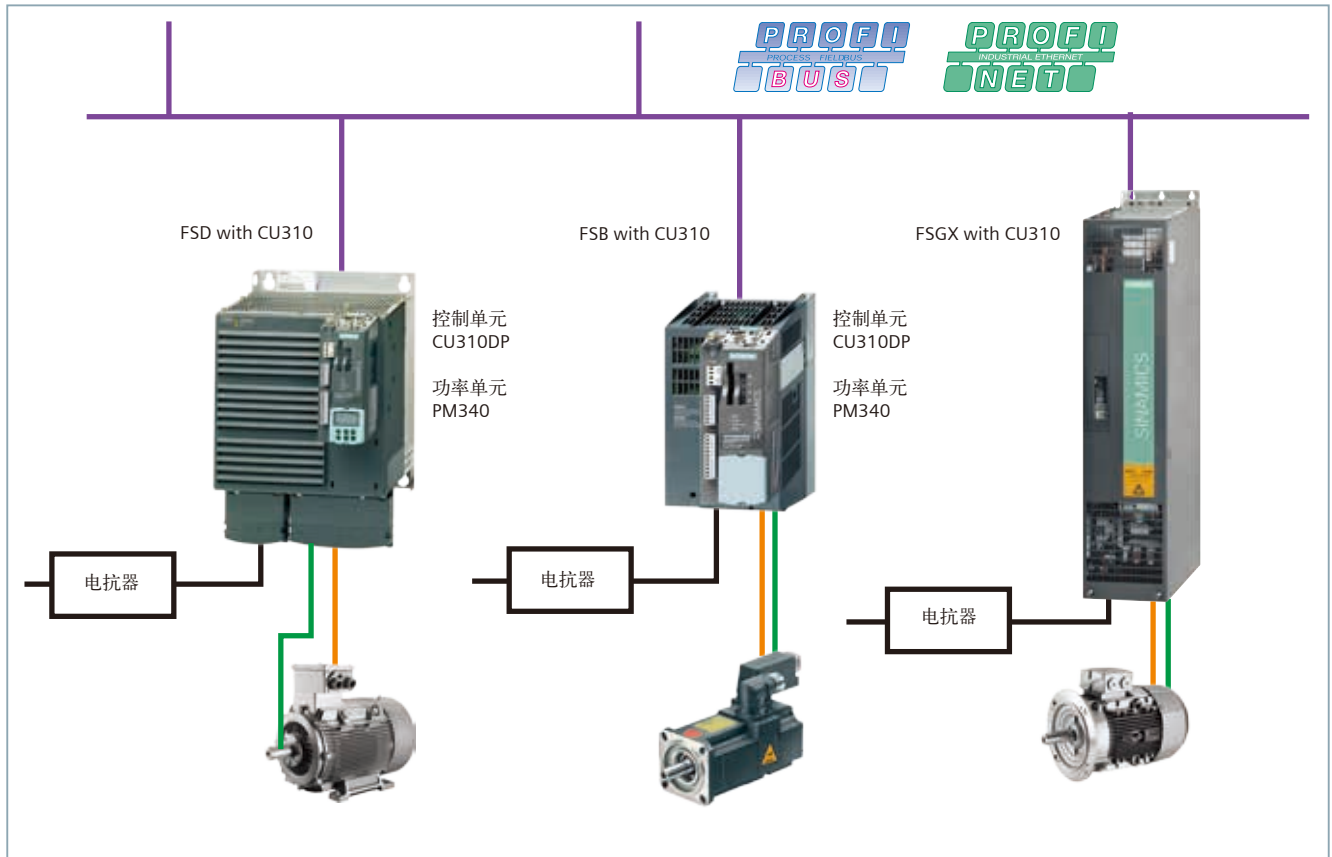 PROFI
PROCESS FIELDBUS
BUS
PROFI
INDUSTRIAL ETHERNET
NET
FSD with CU310
控制单元
CU310DP
功率单元
PM340
电抗器
FSB with CU310
控制单元
CU310DP
功率单元
PM340
电抗器
FSGX with CU310
SINAMICS
电抗器